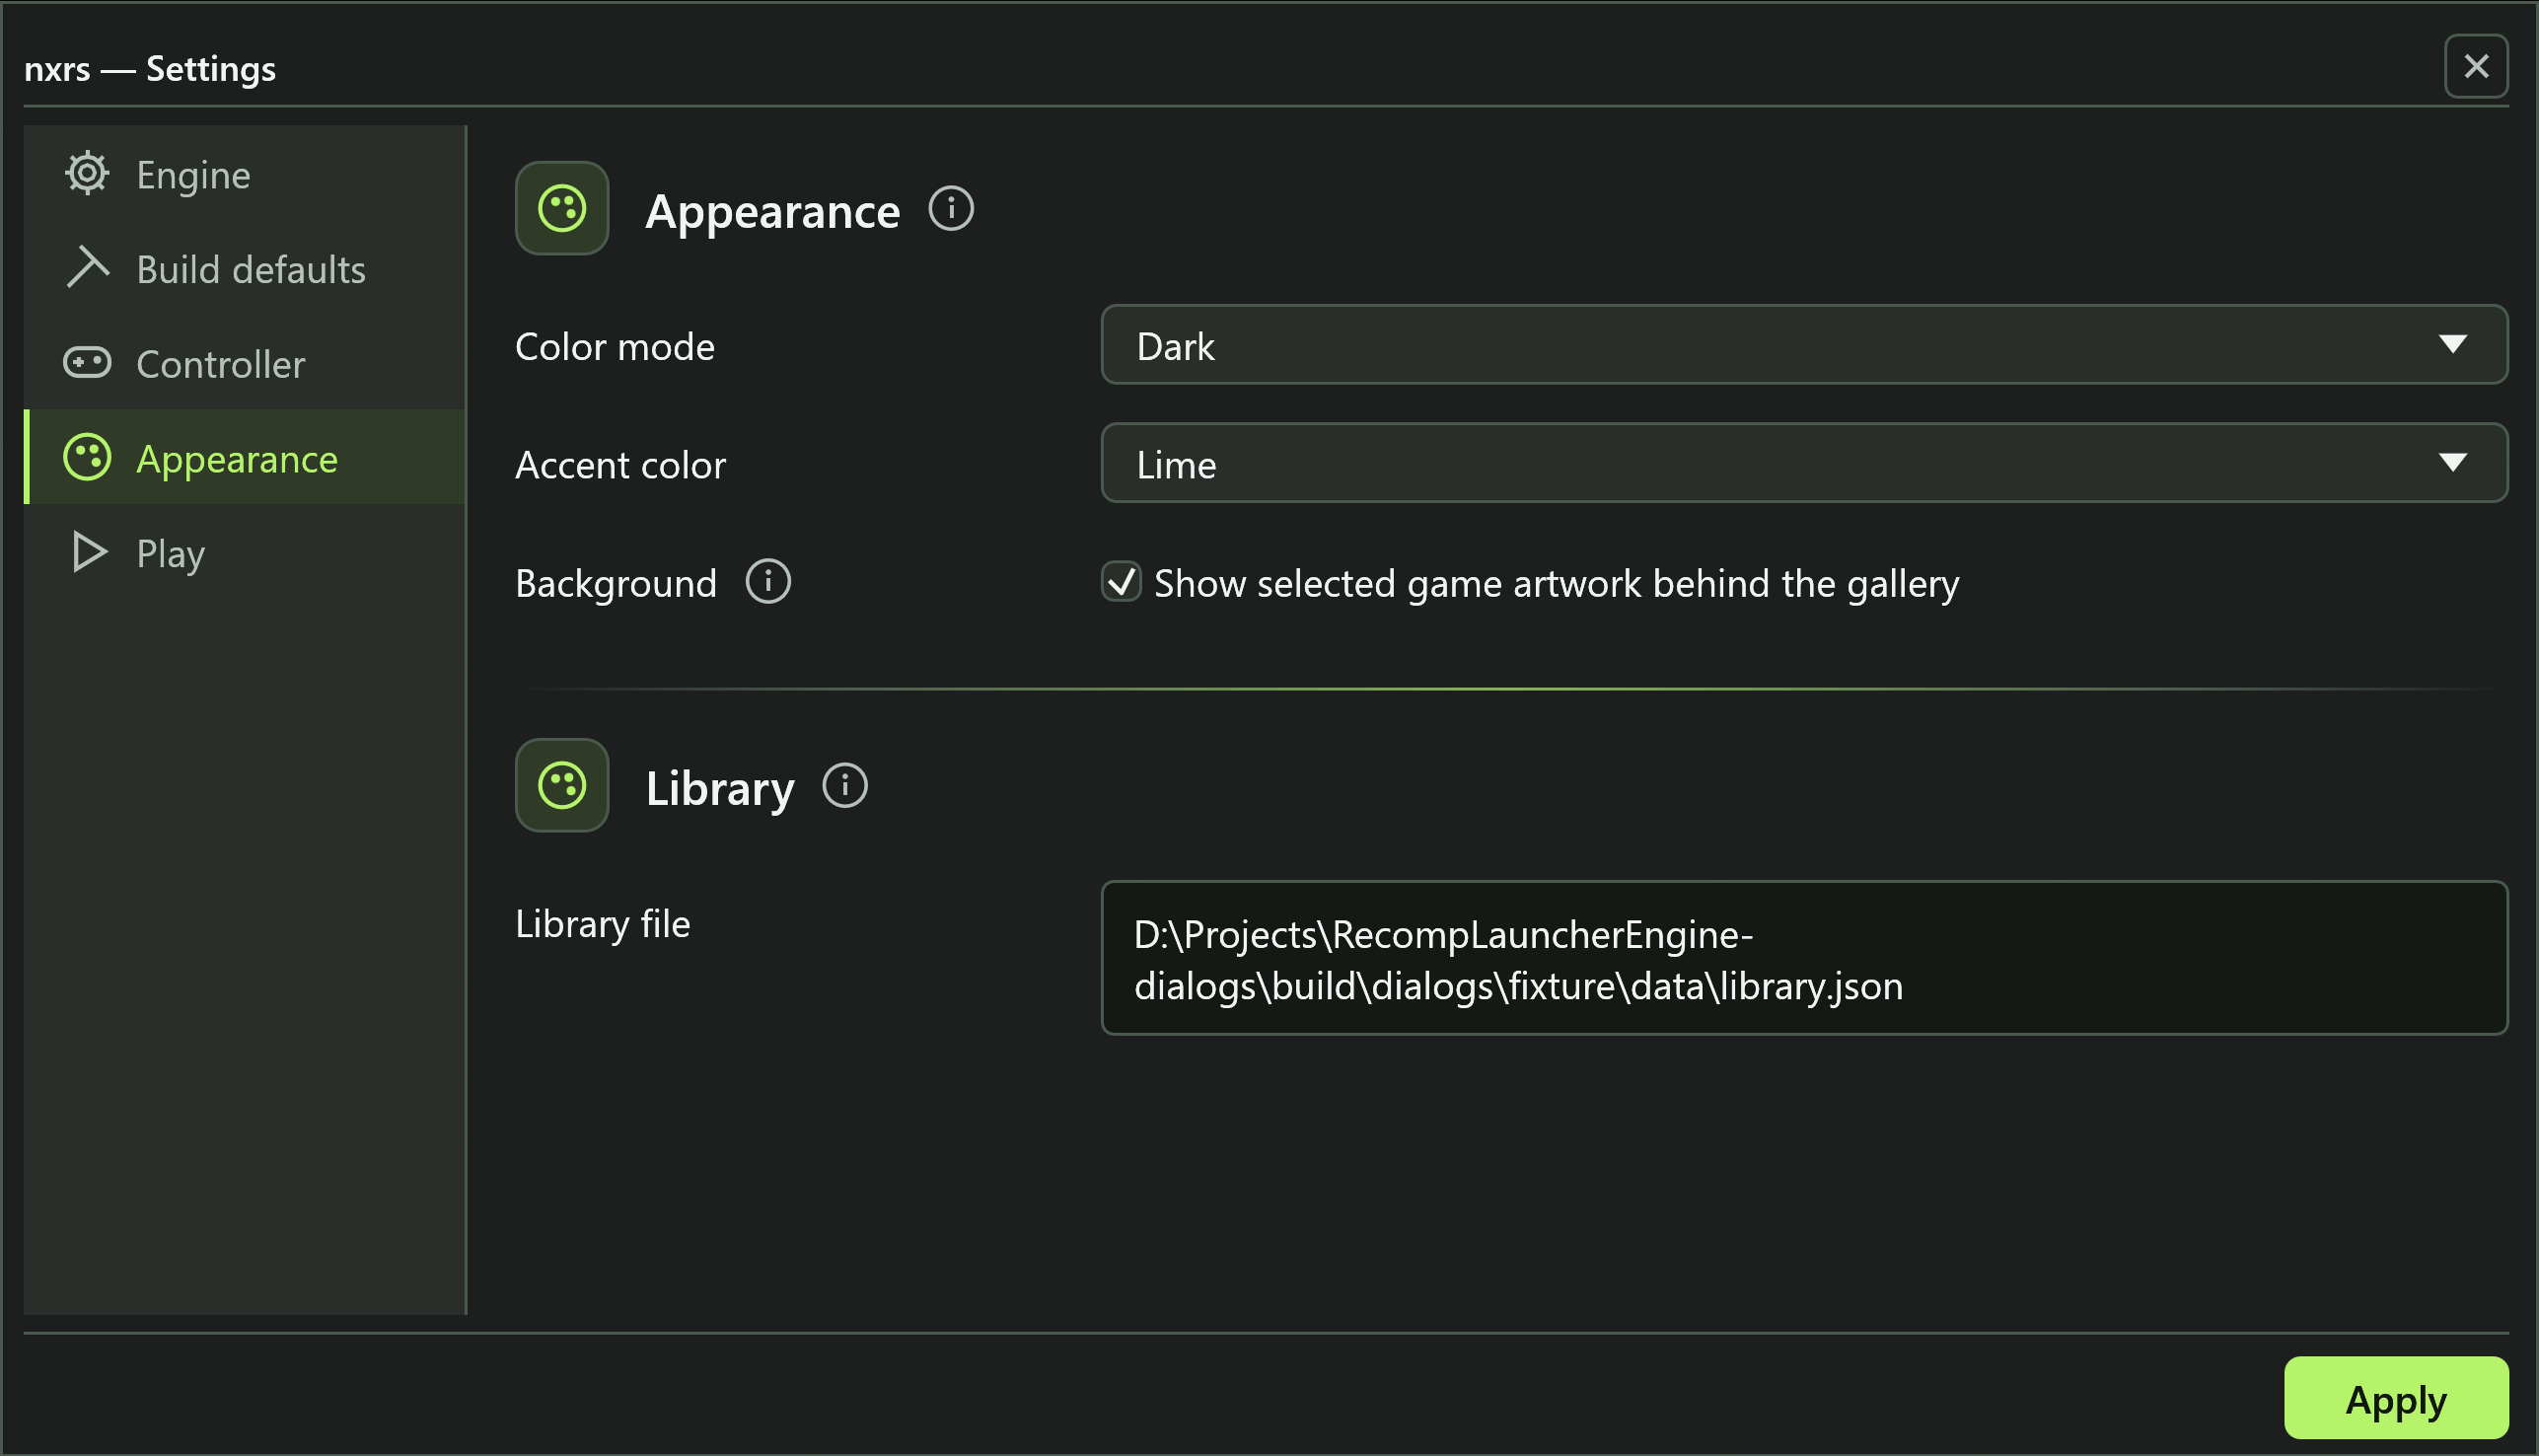 nxrs — Settings
Engine
Build defaults
Controller
Appearance
Play
Appearance
Color mode
Dark
Accent color
Lime
Background
Show selected game artwork behind the gallery
Library
Library file
D:\Projects\RecompLauncherEngine-
dialogs\build\dialogs\fixture\data\library.json
Apply